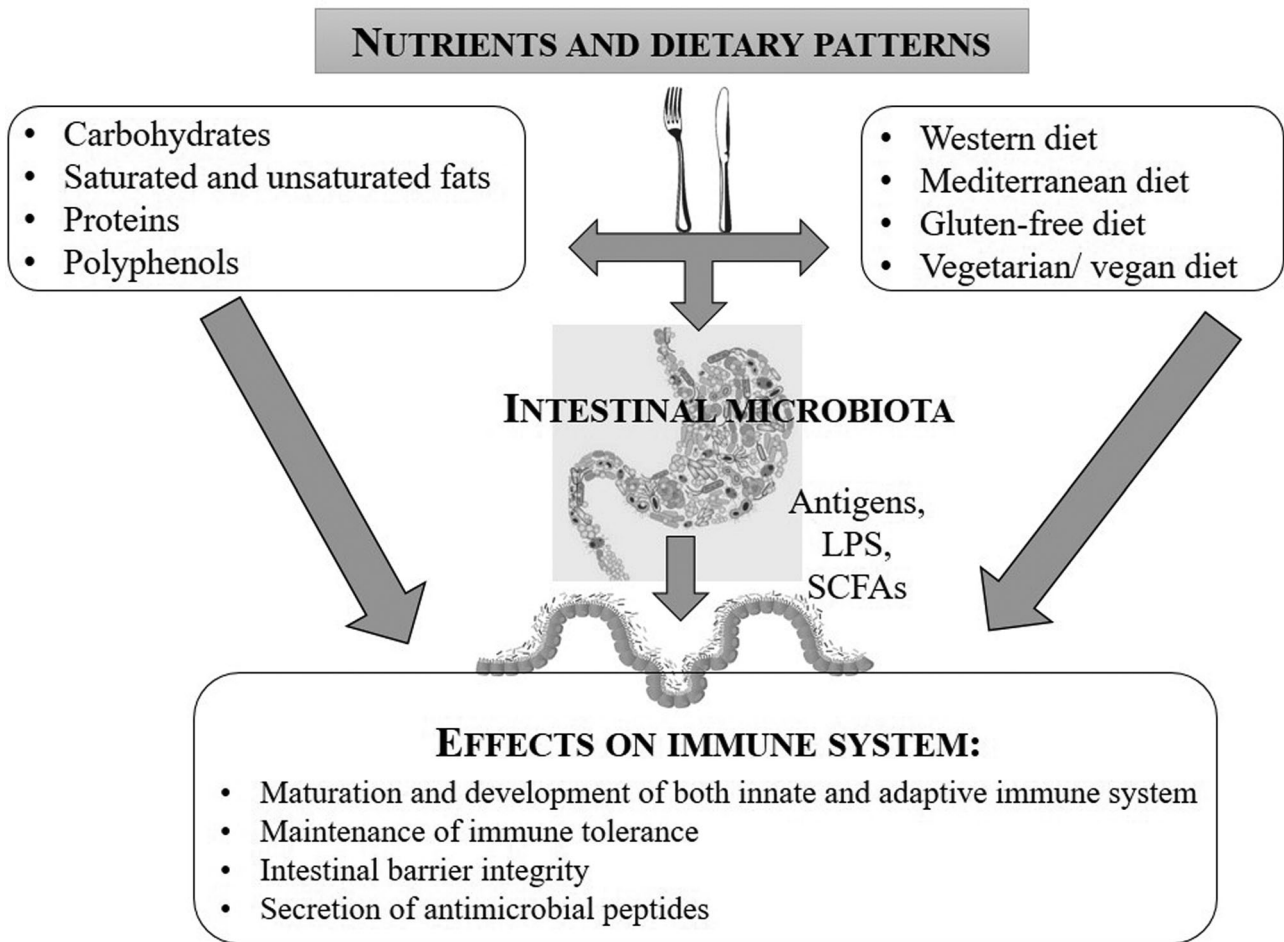 NUTRIENTS AND DIETARY PATTERNS
• Carbohydrates
• Saturated and unsaturated fats
• Proteins
• Polyphenols
• Western diet
• Mediterranean diet
• Gluten-free diet
• Vegetarian/ vegan diet
INTESTINAL MICROBIOTA
Antigens,
LPS,
SCFAs
EFFECTS ON IMMUNE SYSTEM:
• Maturation and development of both innate and adaptive immune system
• Maintenance of immune tolerance
• Intestinal barrier integrity
• Secretion of antimicrobial peptides